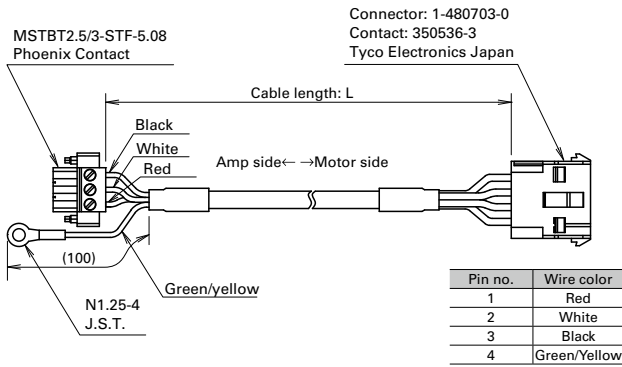 MSTBT2.5/3-STF-5.08
Phoenix Contact
Connector: 1-480703-0
Contact: 350536-3
Tyco Electronics Japan
Cable length: L
Black
White
Red
Amp side← →Motor side
(100)
Green/yellow
N1.25-4
J.S.T.
Pin no. Wire color
1 Red
2 White
3 Black
4 Green/Yellow